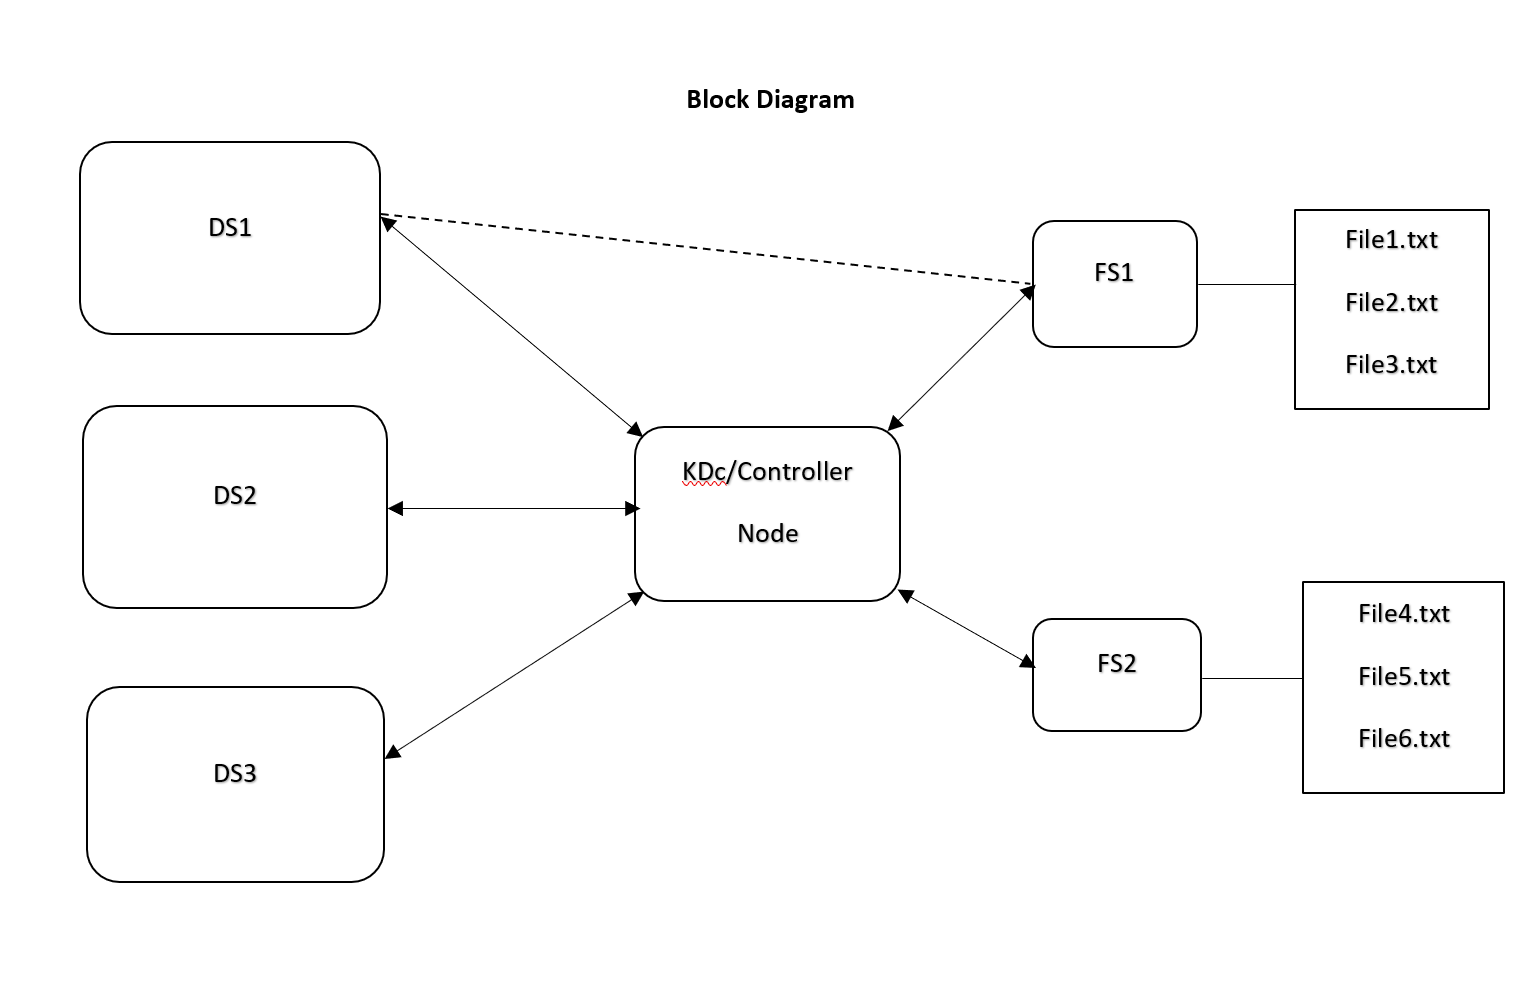 Block Diagram
DS1
FS1
File1.txt
File2.txt
File3.txt
DS2
KDc/Controller
Node
DS3
FS2
File4.txt
File5.txt
File6.txt